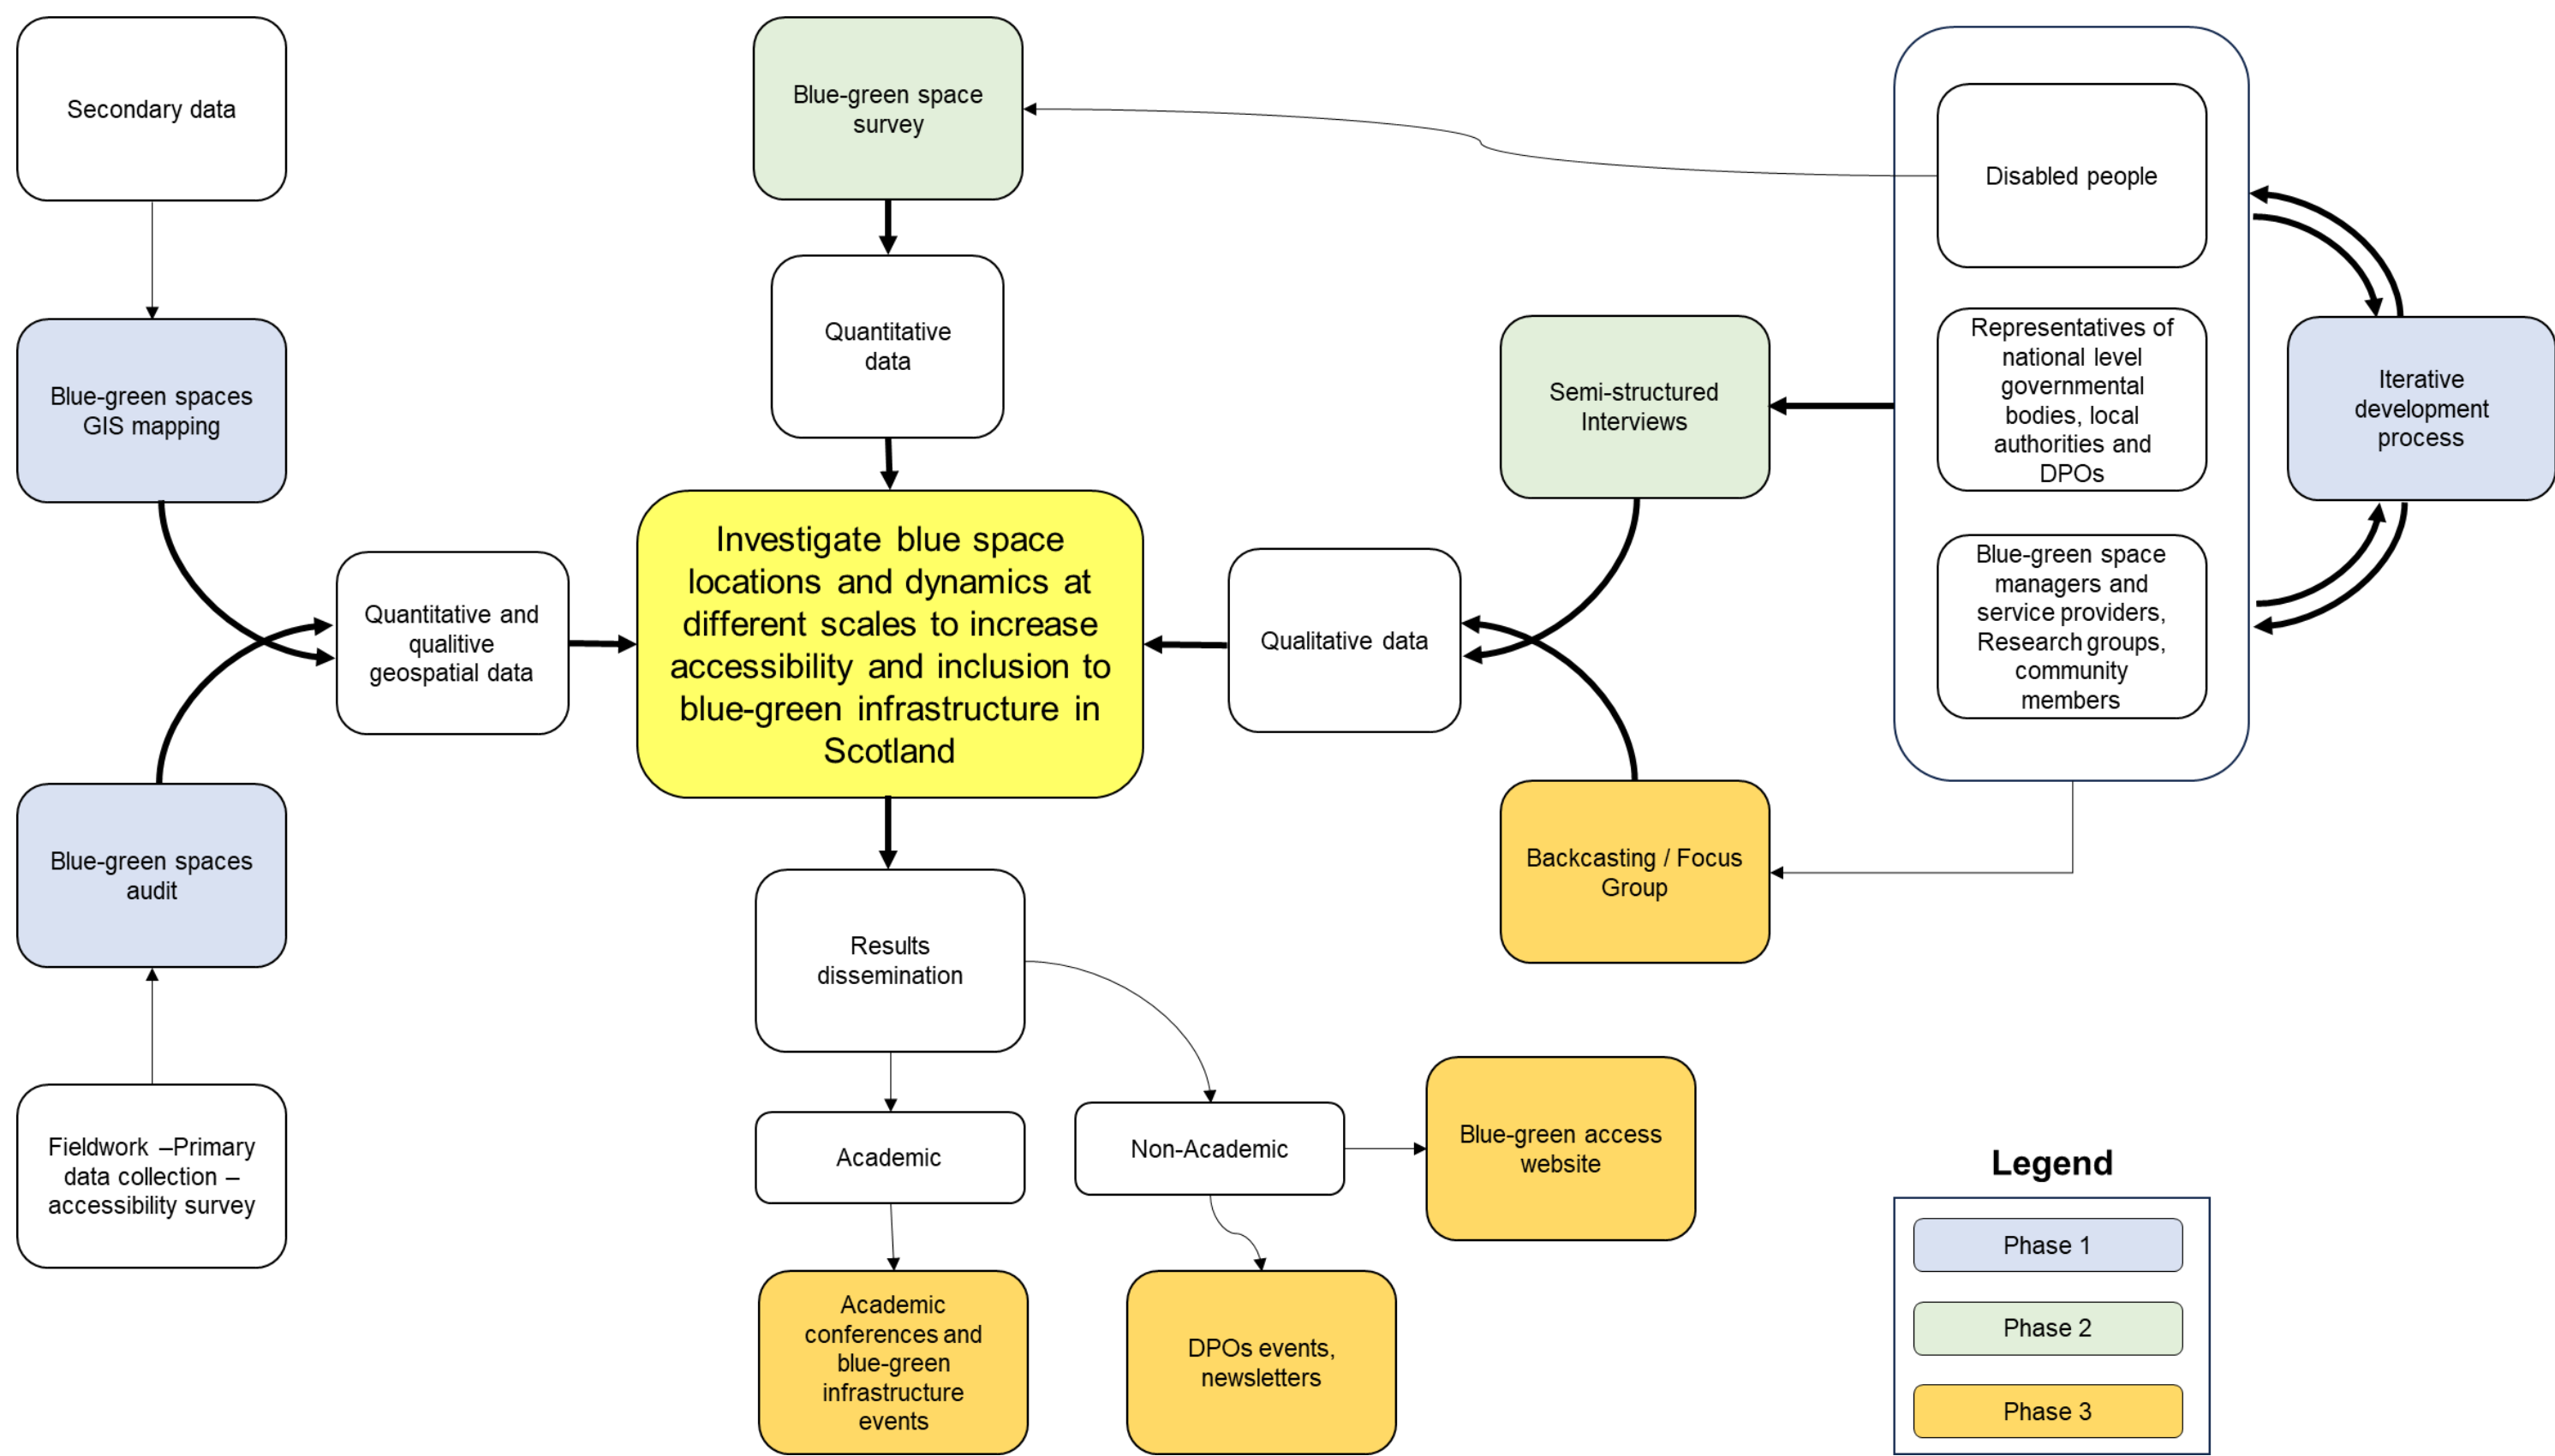 Secondary data
Blue-green spaces
GIS mapping
Blue-green spaces
audit
Fieldwork –Primary
data collection –
accessibility survey
Quantitative and
qualitive
geospatial data
Blue-green space
survey
Quantitative
data
Investigate blue space
locations and dynamics at
different scales to increase
accessibility and inclusion to
blue-green infrastructure in
Scotland
Results
dissemination
Academic
Academic
conferences and
blue-green
infrastructure
events
Non-Academic
DPOs events,
newsletters
Blue-green access
website
Qualitative data
Semi-structured
Interviews
Backcasting / Focus
Group
Disabled people
Representatives of
national level
governmental
bodies, local
authorities and
DPOs
Blue-green space
managers and
service providers,
Research groups,
community
members
Iterative
development
process
Legend
Phase 1
Phase 2
Phase 3